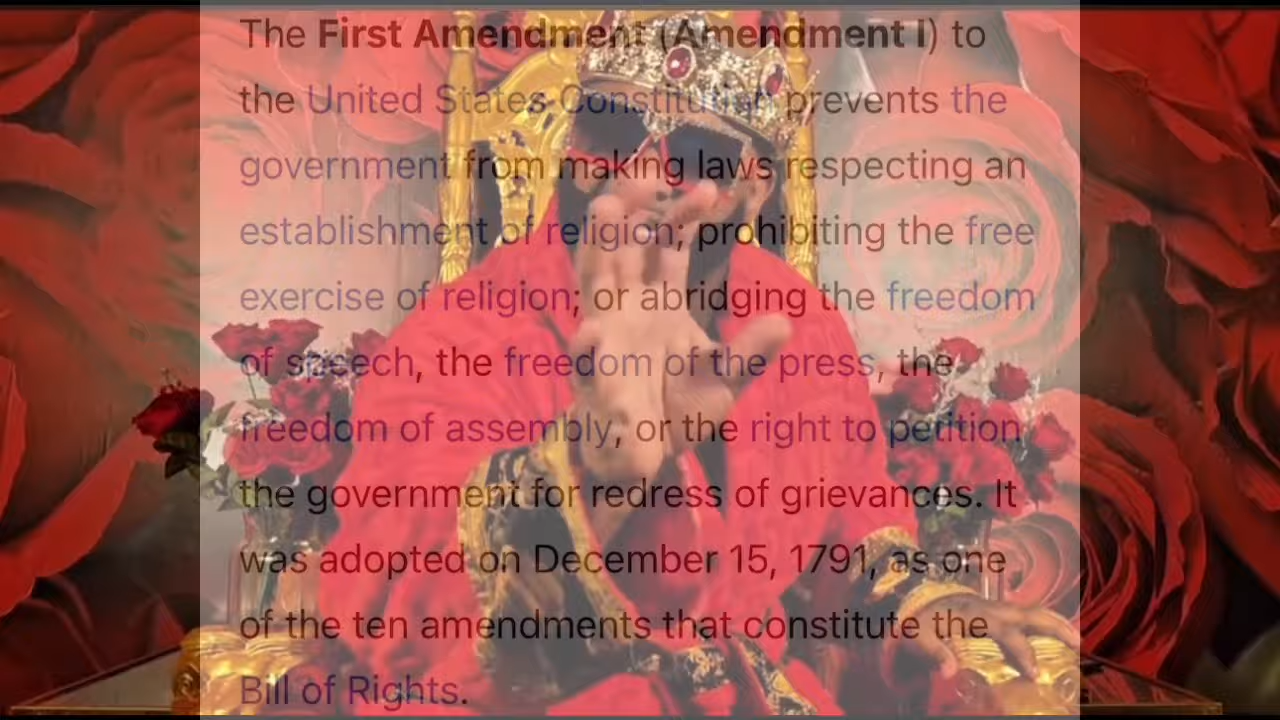 The First Amendment (Amendment I) to
the United States Constitution prevents the
government from making laws respecting an
establishment of religion; prohibiting the free
exercise of religion; or abridging the freedom
of speech, the freedom of the press, the
freedom of assembly, or the right to petition
the government for redress of grievances. It
was adopted on December 15, 1791, as one
of the ten amendments that constitute the
Bill of Rights.